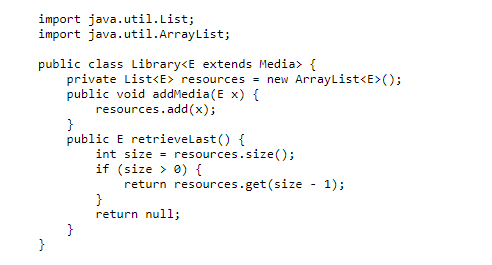 import java.util.List;
import java.util.ArrayList;
public class Library<E extends Media> {
    private List<E> resources = new ArrayList<E>();
    public void addMedia(E x) {
        resources.add(x);
    }
    public E retrieveLast() {
        int size = resources.size();
        if (size > 0) {
            return resources.get(size - 1);
        }
        return null;
    }
}